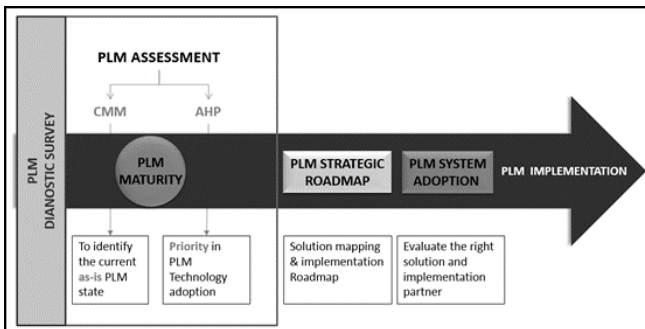 PLM
DIANOSTIC SURVEY
PLM ASSESSMENT
CMM
AHP
PLM
MATURITY
PLM STRATEGIC
ROADMAP
PLM SYSTEM
ADOPTION
PLM IMPLEMENTATION
To identify
the current
as-is PLM
state
Priority in
PLM
Technology
adoption
Solution mapping
& implementation
Roadmap
Evaluate the right
solution and
implementation
partner